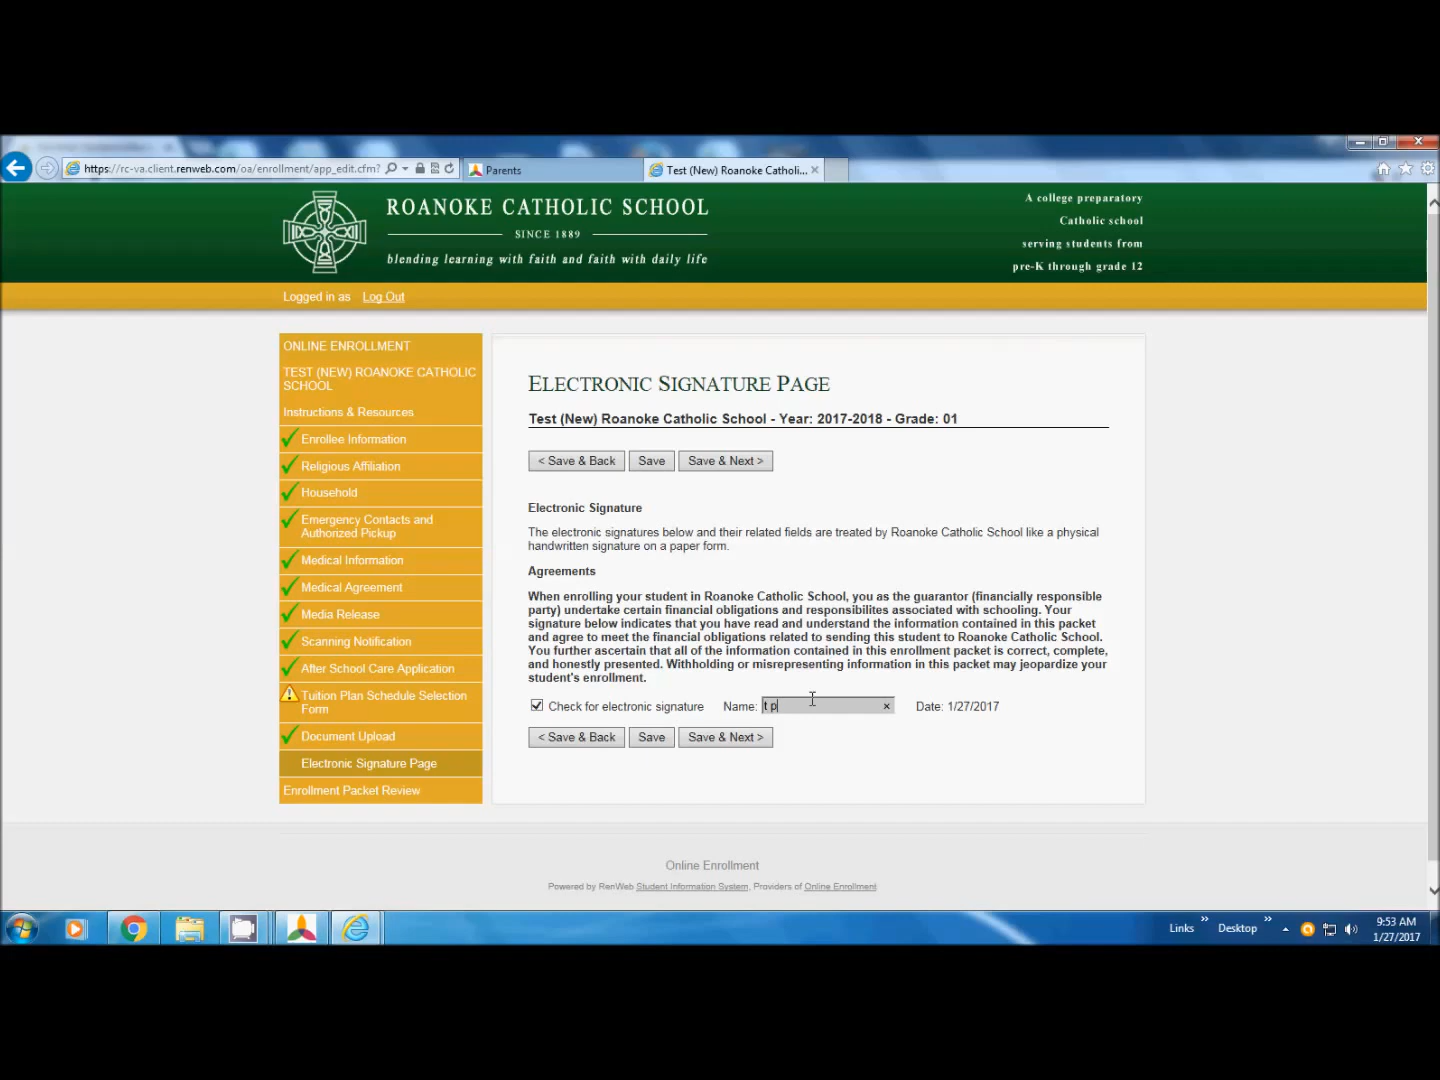 https://rc-va.client.renweb.com/oa/enrollment/app_edit.cfm?
Parents
Test (New) Roanoke Catholi...
ROANOKE CATHOLIC SCHOOL
SINCE 1889
blending learning with faith and faith with daily life
A college preparatory
Catholic school
serving students from
pre-K through grade 12
Logged in as Log Out
ONLINE ENROLLMENT
TEST (NEW) ROANOKE CATHOLIC
SCHOOL
Instructions & Resources
Enrollee Information
Religious Affiliation
Household
Emergency Contacts and
Authorized Pickup
Medical Information
Medical Agreement
Media Release
Scanning Notification
After School Care Application
Tuition Plan Schedule Selection
Form
Document Upload
Electronic Signature Page
Enrollment Packet Review
ELECTRONIC SIGNATURE PAGE
Test (New) Roanoke Catholic School - Year: 2017-2018 - Grade: 01
< Save & Back Save Save & Next >
Electronic Signature
The electronic signatures below and their related fields are treated by Roanoke Catholic School like a physical
handwritten signature on a paper form.
Agreements
When enrolling your student in Roanoke Catholic School, you as the guarantor (financially responsible
party) undertake certain financial obligations and responsibilites associated with schooling. Your
signature below indicates that you have read and understand the information contained in this packet
and agree to meet the financial obligations related to sending this student to Roanoke Catholic School.
You further ascertain that all of the information contained in this enrollment packet is correct, complete,
and honestly presented. Withholding or misrepresenting information in this packet may jeopardize your
student's enrollment.
Check for electronic signature Name: t p Date: 1/27/2017
< Save & Back Save Save & Next >
Online Enrollment
Powered by RenWeb Student Information System, Providers of Online Enrollment
Links Desktop 9:53 AM
1/27/2017